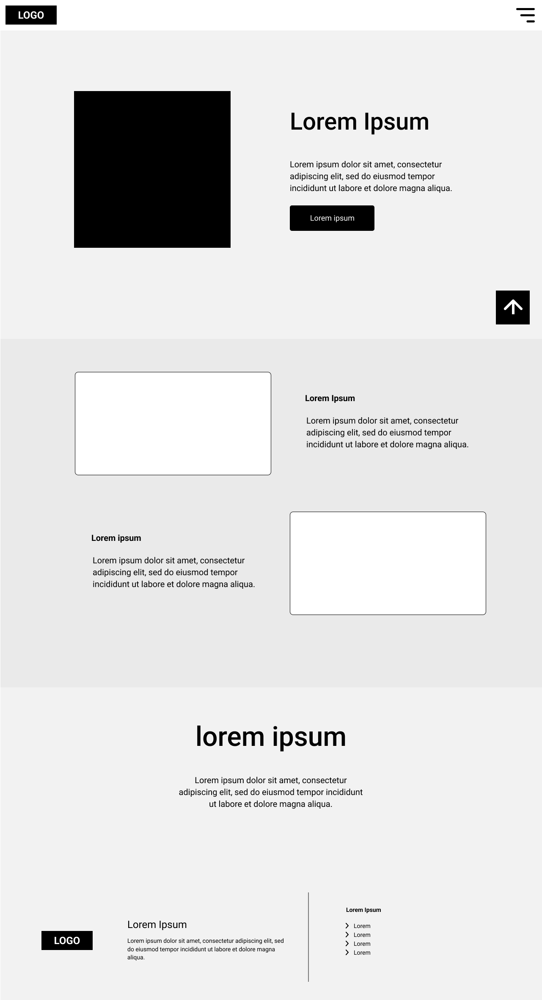 LOGO
Lorem Ipsum
Lorem ipsum dolor sit amet, consectetur
adipiscing elit, sed do eiusmod tempor
incididunt ut labore et dolore magna aliqua.
Lorem ipsum
Lorem Ipsum
Lorem ipsum dolor sit amet, consectetur
adipiscing elit, sed do eiusmod tempor
incididunt ut labore et dolore magna aliqua.
Lorem ipsum
Lorem ipsum dolor sit amet, consectetur
adipiscing elit, sed do eiusmod tempor
incididunt ut labore et dolore magna aliqua.
lorem ipsum
Lorem ipsum dolor sit amet, consectetur
adipiscing elit, sed do eiusmod tempor incididunt
ut labore et dolore magna aliqua.
LOGO
Lorem Ipsum
Lorem ipsum dolor sit amet, consectetur adipiscing elit, sed
do eiusmod tempor incididunt ut labore et dolore magna
aliqua.
Lorem Ipsum
Lorem
Lorem
Lorem
Lorem